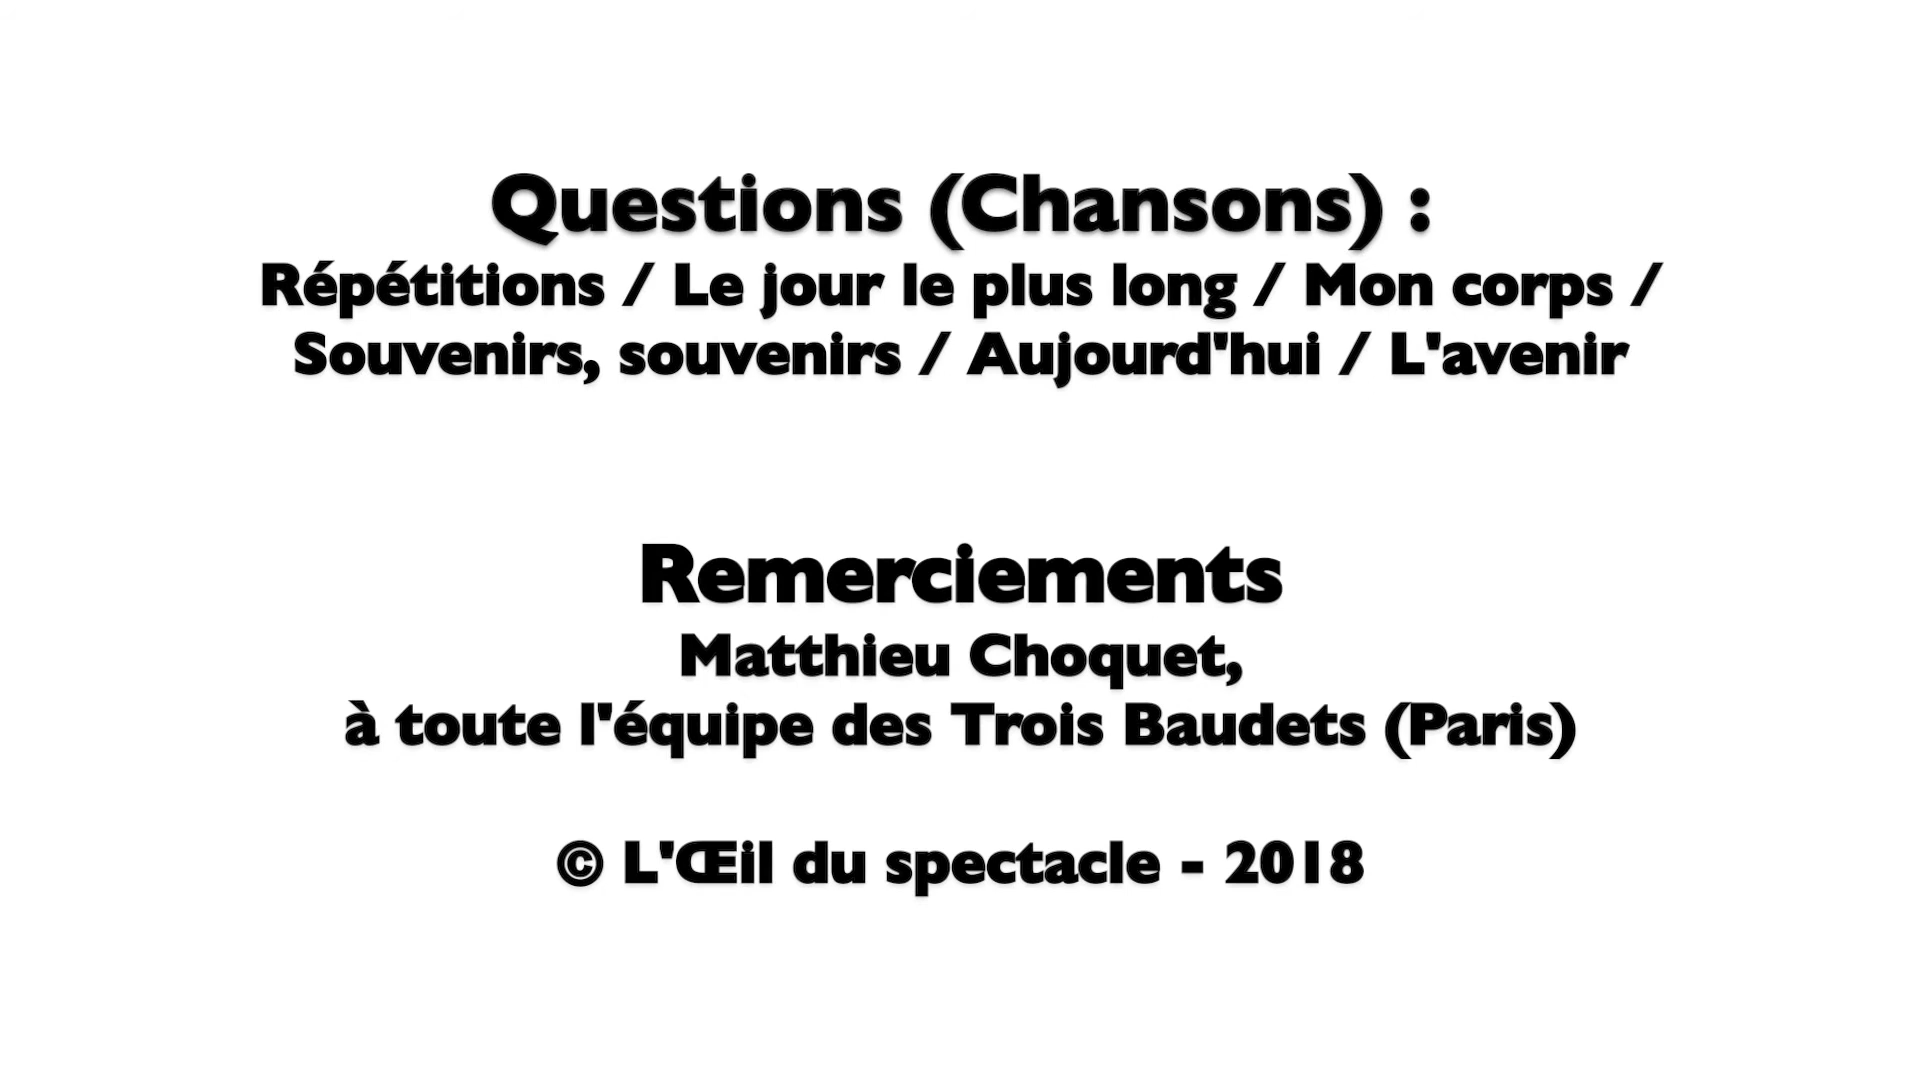 Questions (Chansons) :
Répétitions / Le jour le plus long / Mon corps /
Souvenirs, souvenirs / Aujourd'hui / L'avenir
Remerciements
Matthieu Choquet,
à toute l'équipe des Trois Baudets (Paris)
© L'Œil du spectacle - 2018